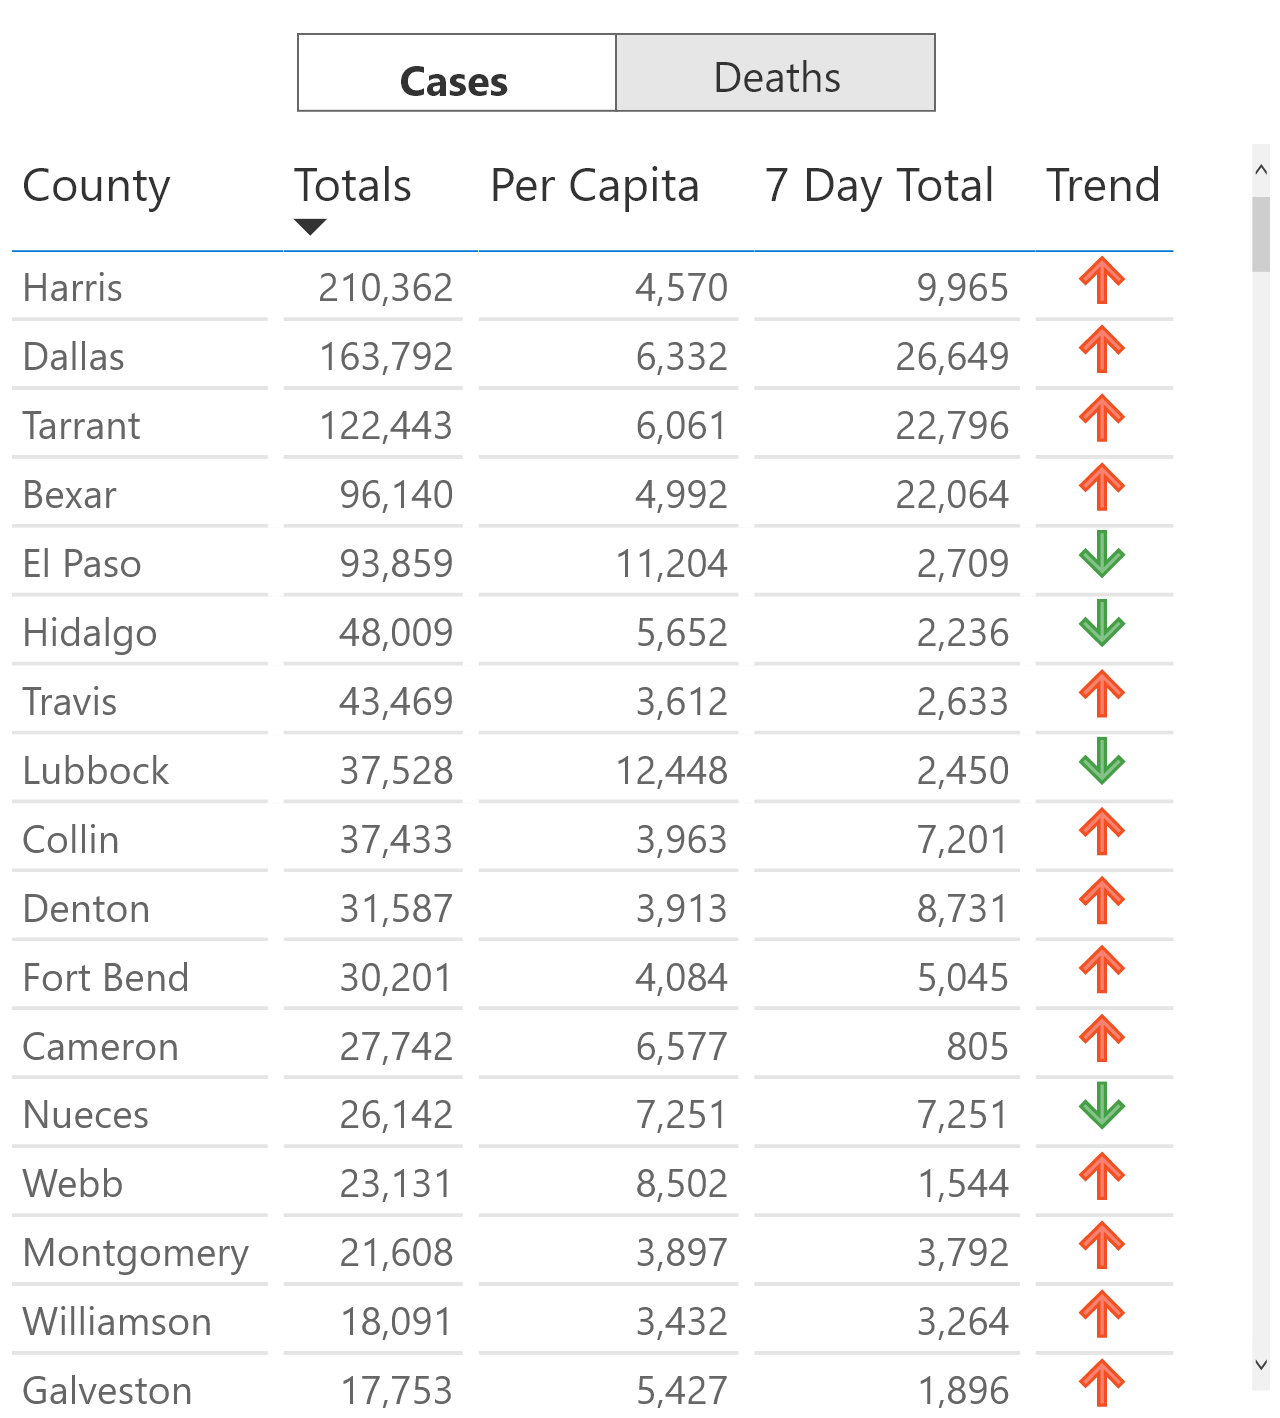 Cases Deaths
County Totals Per Capita 7 Day Total Trend
Harris 210,362 4,570 9,965
Dallas 163,792 6,332 26,649
Tarrant 122,443 6,061 22,796
Bexar 96,140 4,992 22,064
El Paso 93,859 11,204 2,709
Hidalgo 48,009 5,652 2,236
Travis 43,469 3,612 2,633
Lubbock 37,528 12,448 2,450
Collin 37,433 3,963 7,201
Denton 31,587 3,913 8,731
Fort Bend 30,201 4,084 5,045
Cameron 27,742 6,577 805
Nueces 26,142 7,251 7,251
Webb 23,131 8,502 1,544
Montgomery 21,608 3,897 3,792
Williamson 18,091 3,432 3,264
Galveston 17,753 5,427 1,896